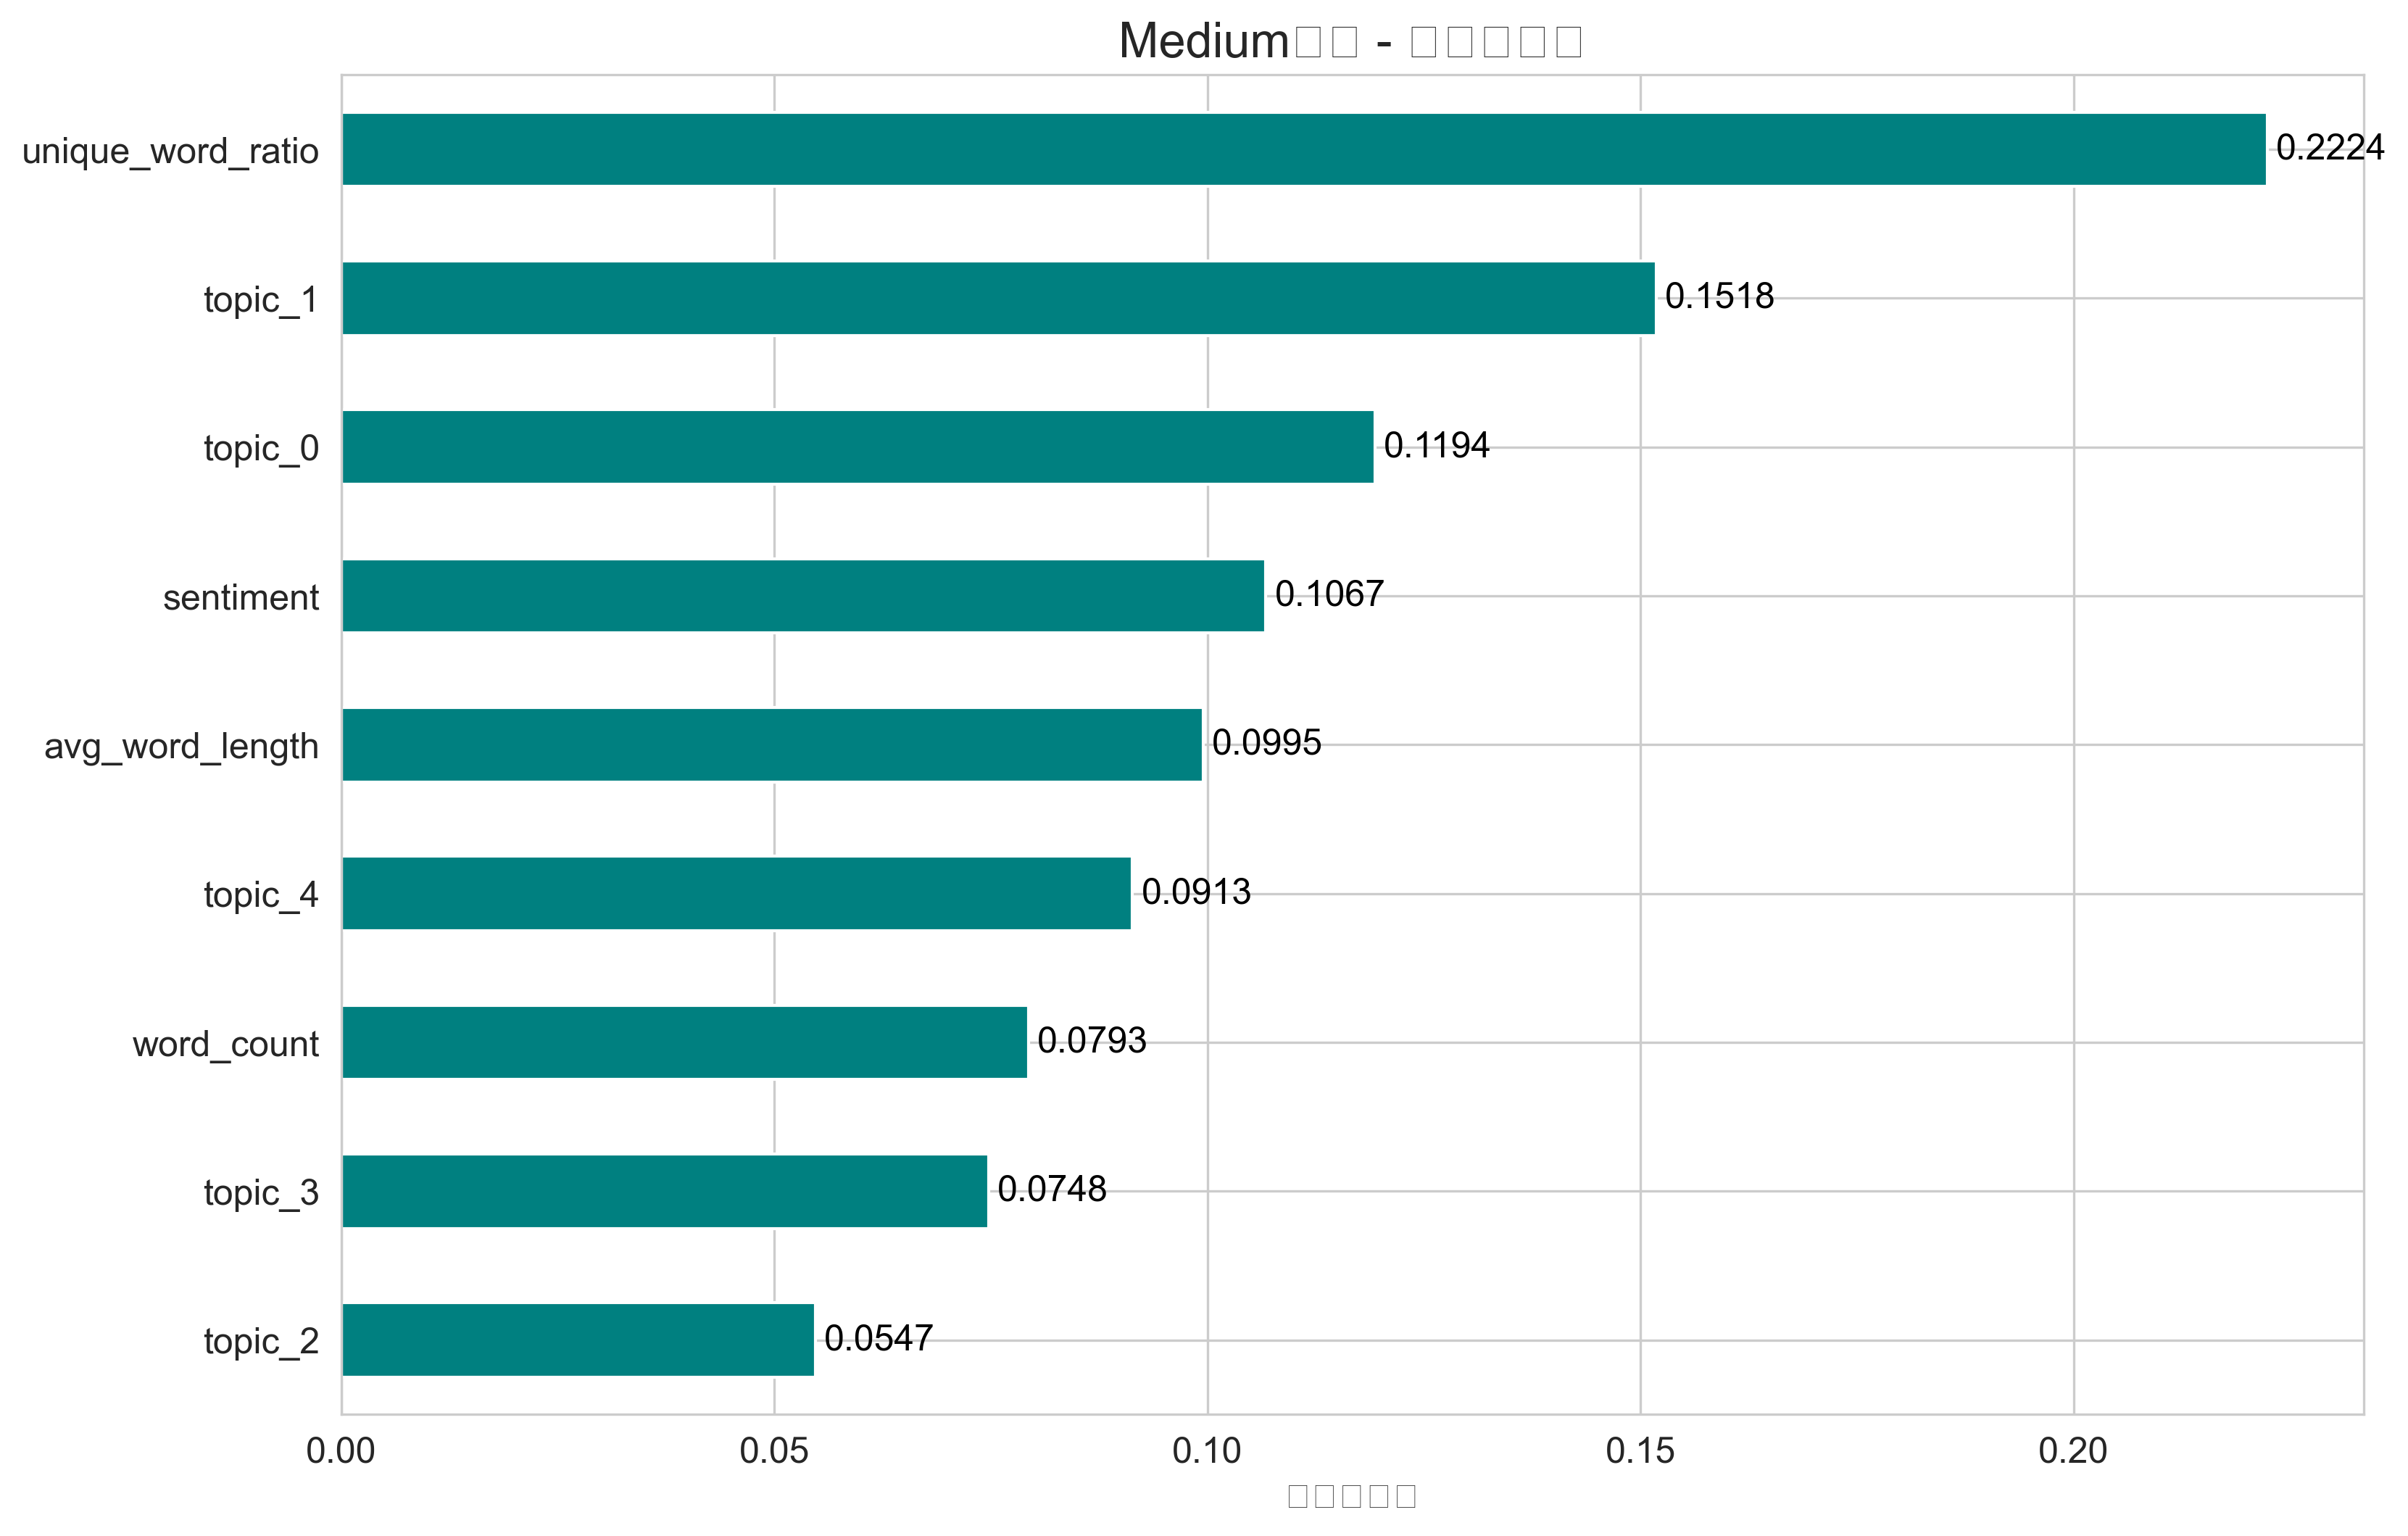 Medium -
unique_word_ratio
0.2224
topic_1
0.1518
topic_0
0.1194
sentiment
0.1067
avg_word_length
0.0995
topic_4
0.0913
word_count
0.0793
topic_3
0.0748
topic_2
0.0547
0.00 0.05 0.10 0.15 0.20